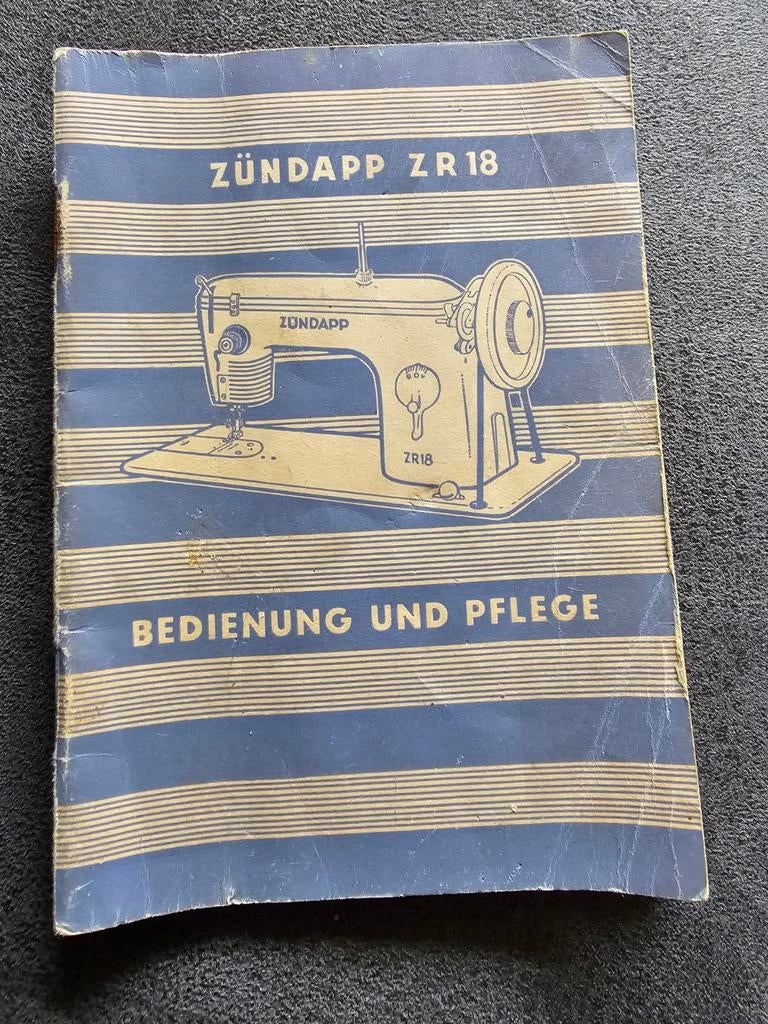 ZÜNDAPP ZR18
ZÜNDAPP
ZR18
BEDIENUNG UND PFLEGE